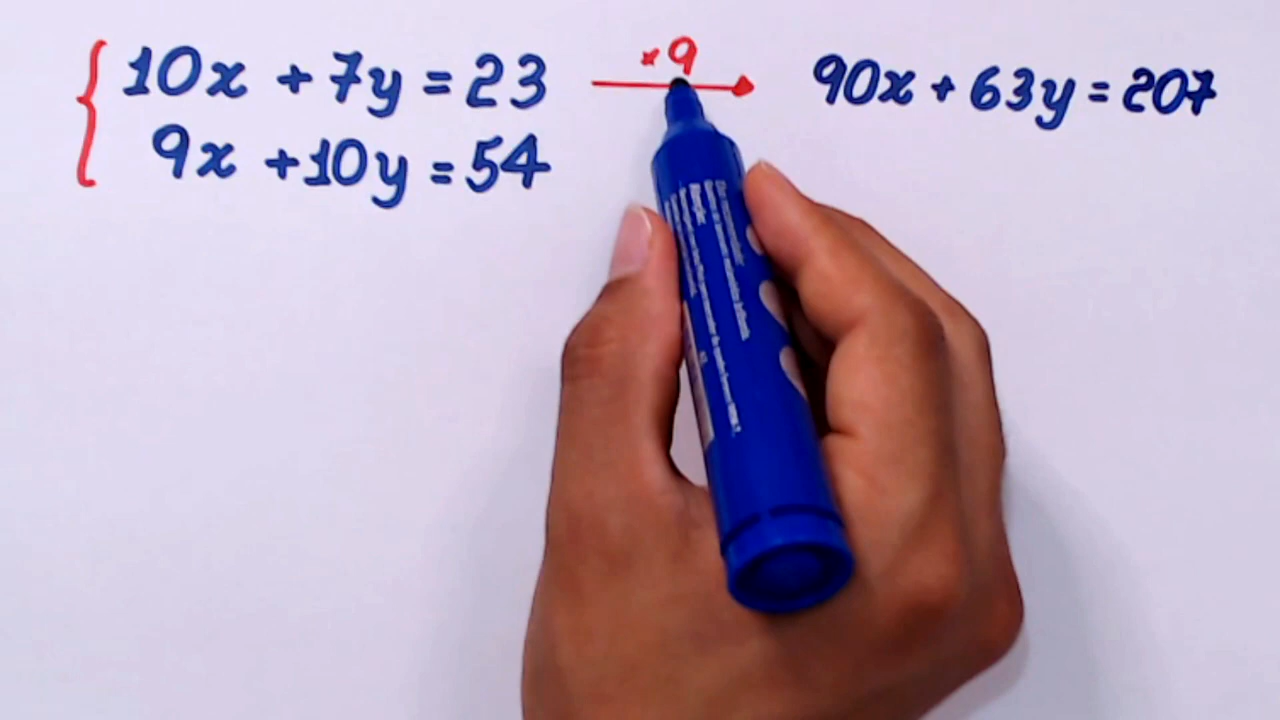 10x + 7y = 23
×9
90x + 63y = 207
9x + 10y = 54